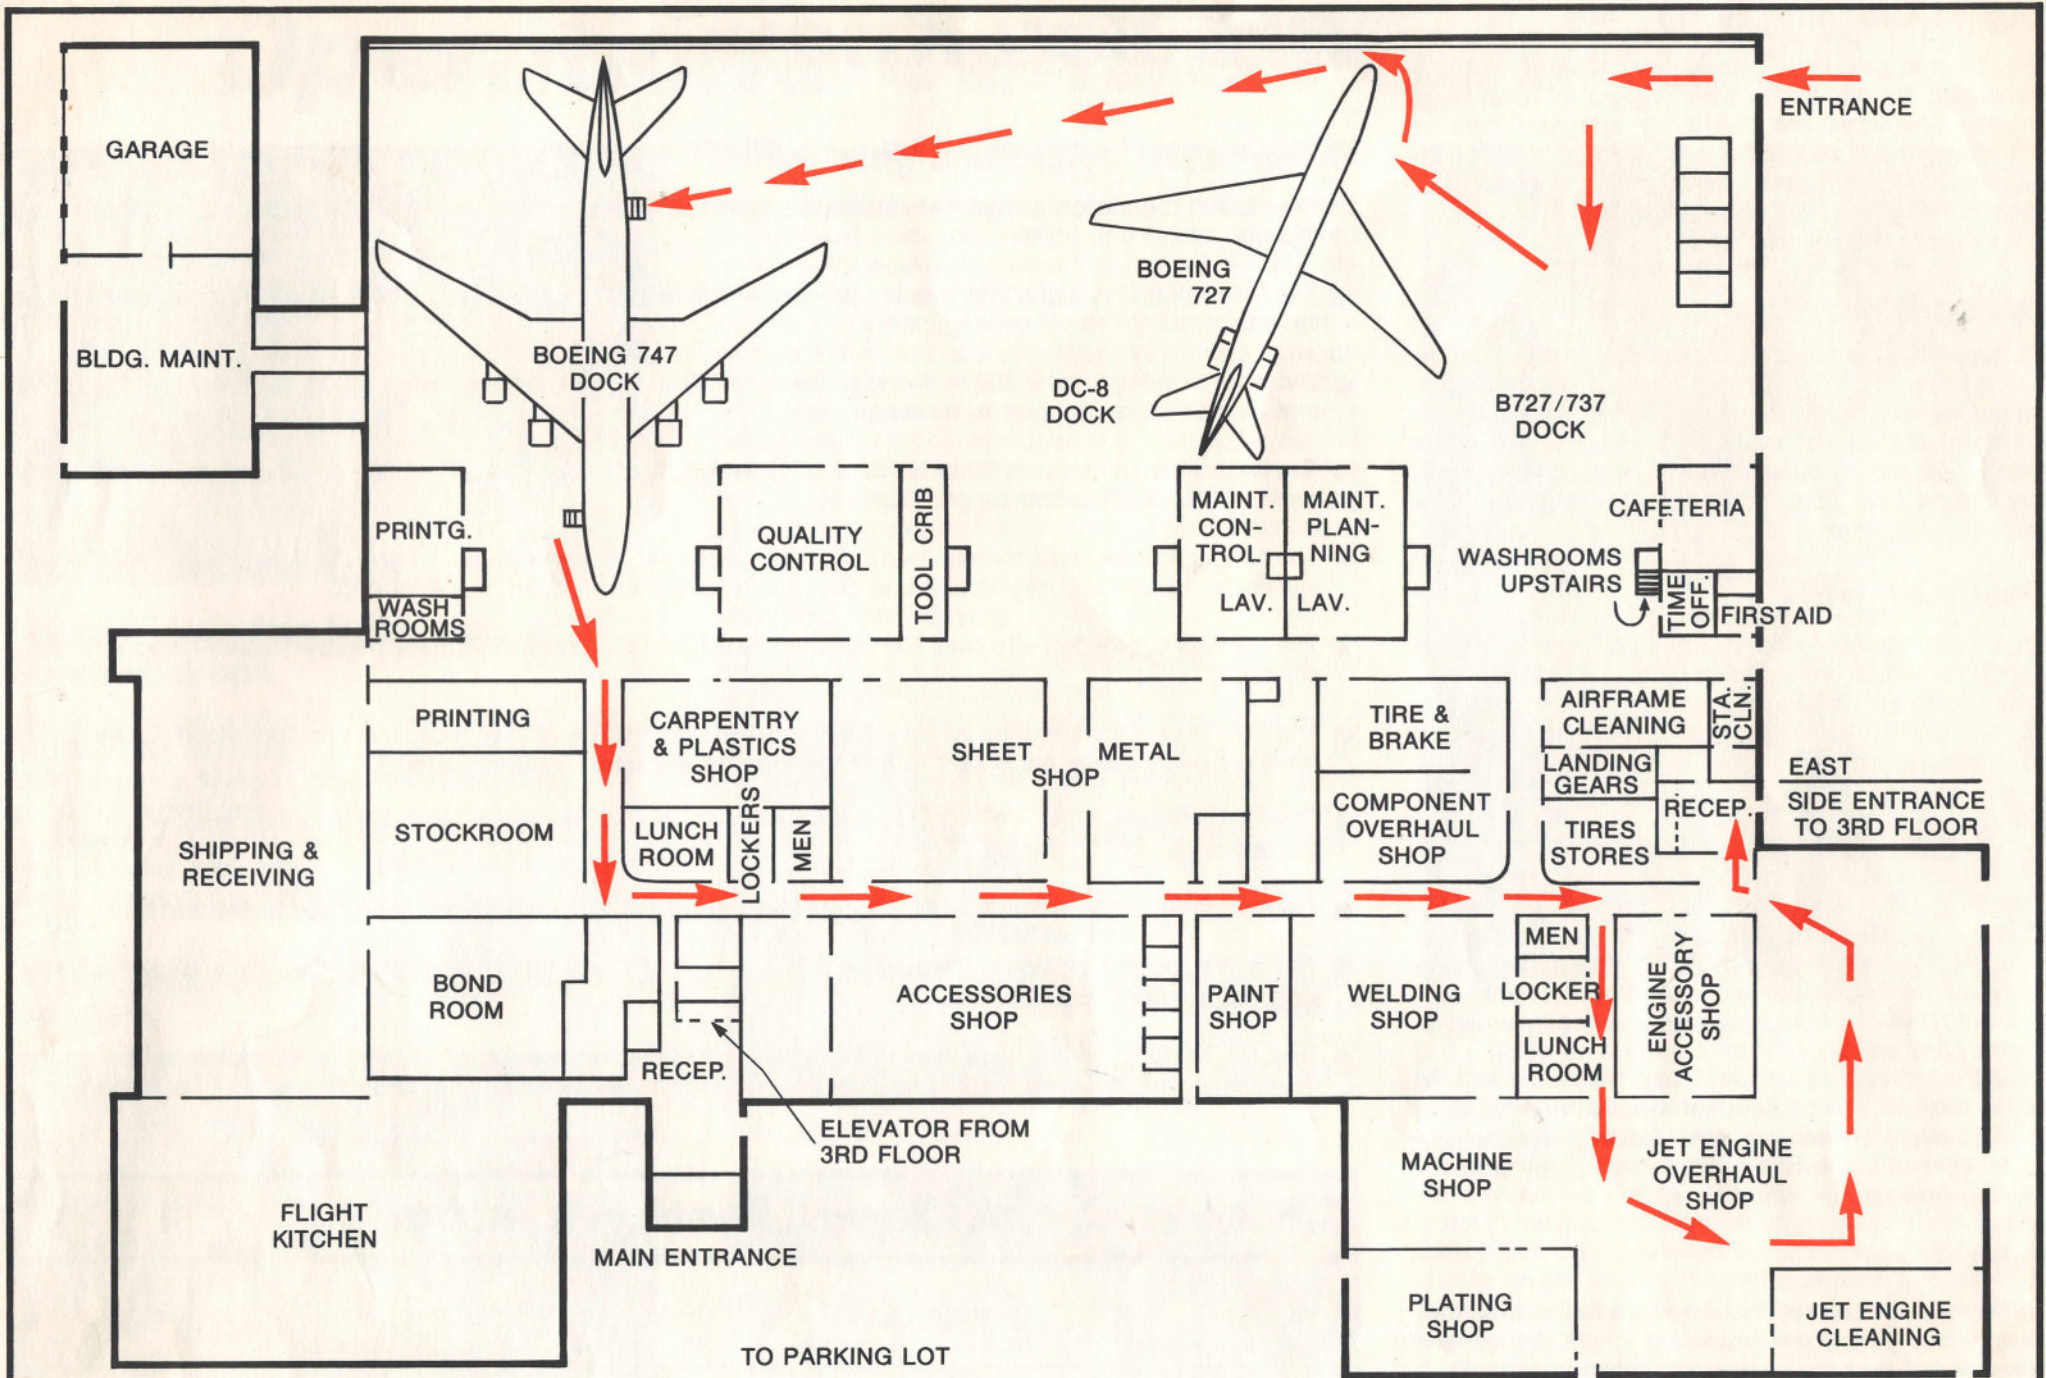 ENTRANCE
GARAGE
BLDG. MAINT.
BOEING 747
DOCK
BOEING
727
DC-8
DOCK
B727/737
DOCK
PRINTG.
WASH
ROOMS
QUALITY
CONTROL
TOOL CRIB
MAINT.
CON-
TROL
LAV.
MAINT.
PLAN-
NING
LAV.
CAFETERIA
WASHROOMS
UPSTAIRS
TIME
OFF.
FIRST AID
PRINTING
STOCKROOM
CARPENTRY
& PLASTICS
SHOP
LUNCH
ROOM
LOCKERS
MEN
SHEET METAL
SHOP
TIRE &
BRAKE
COMPONENT
OVERHAUL
SHOP
AIRFRAME
CLEANING
STA.
CLN.
LANDING
GEARS
RECEP.
TIRES
STORES
EAST
SIDE ENTRANCE
TO 3RD FLOOR
SHIPPING &
RECEIVING
BOND
ROOM
RECEP.
ELEVATOR FROM
3RD FLOOR
ACCESSORIES
SHOP
PAINT
SHOP
WELDING
SHOP
MEN
LOCKER
LUNCH
ROOM
ENGINE
ACCESSORY
SHOP
MACHINE
SHOP
JET ENGINE
OVERHAUL
SHOP
FLIGHT
KITCHEN
MAIN ENTRANCE
PLATING
SHOP
JET ENGINE
CLEANING
TO PARKING LOT